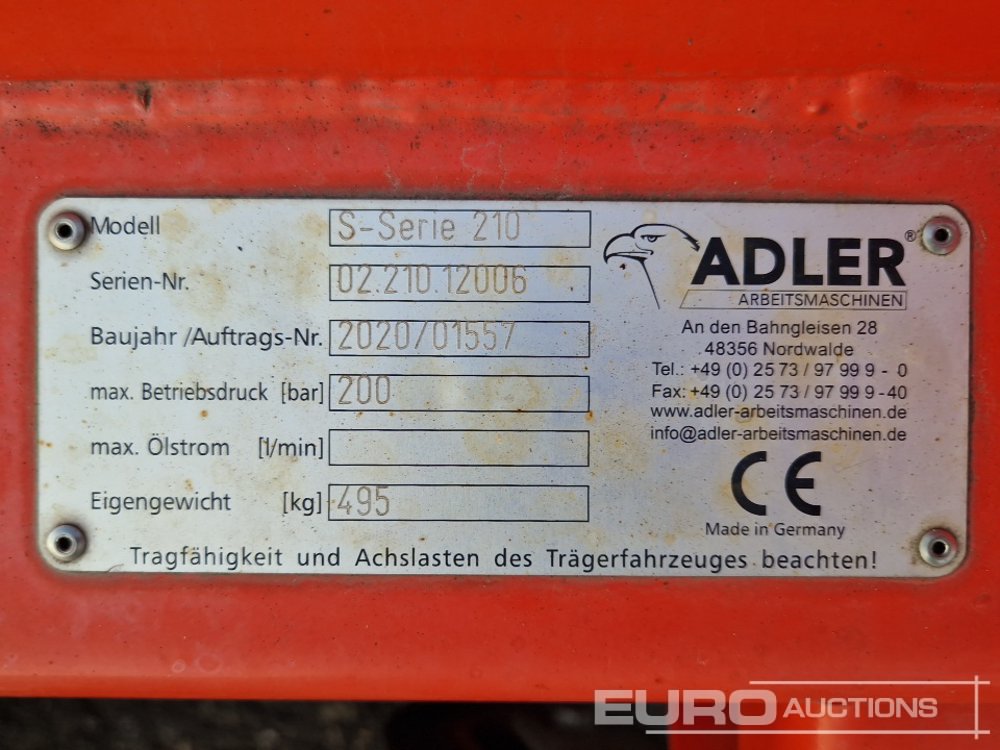 Modell S-Serie 210
Serien-Nr. 02.210.12006
Baujahr /Auftrags-Nr. 2020/01557
max. Betriebsdruck [bar] 200
max. Ölstrom [l/min]
Eigengewicht [kg] 495
ADLER®
ARBEITSMASCHINEN
An den Bahngleisen 28
48356 Nordwalde
Tel.: +49 (0) 25 73 / 97 99 9 - 0
Fax: +49 (0) 25 73 / 97 99 9 - 40
www.adler-arbeitsmaschinen.de
info@adler-arbeitsmaschinen.de
CE
Made in Germany
Tragfähigkeit und Achslasten des Trägerfahrzeuges beachten!
EURO AUCTIONS